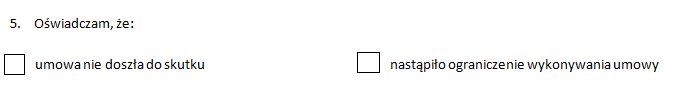 5. Oświadczam, że:
umowa nie doszła do skutku
nastąpiło ograniczenie wykonywania umowy